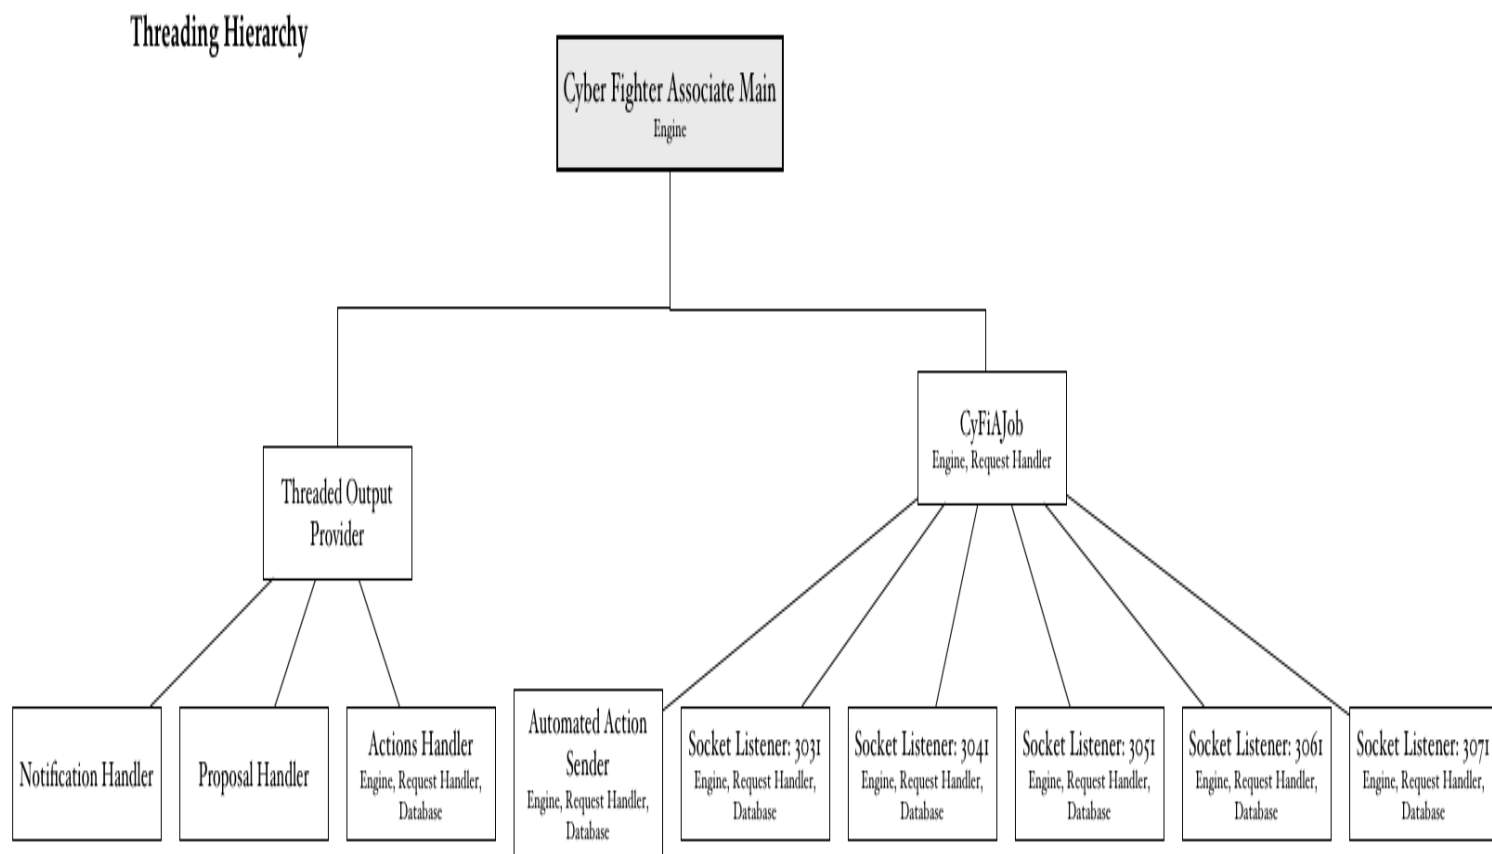 Threading Hierarchy
Cyber Fighter Associate Main
Engine
CyFiAJob
Engine, Request Handler
Threaded Output
Provider
Notification Handler
Proposal Handler
Actions Handler
Engine, Request Handler,
Database
Automated Action
Sender
Engine, Request Handler,
Database
Socket Listener: 3031
Engine, Request Handler,
Database
Socket Listener: 3041
Engine, Request Handler,
Database
Socket Listener: 3051
Engine, Request Handler,
Database
Socket Listener: 3061
Engine, Request Handler,
Database
Socket Listener: 3071
Engine, Request Handler,
Database